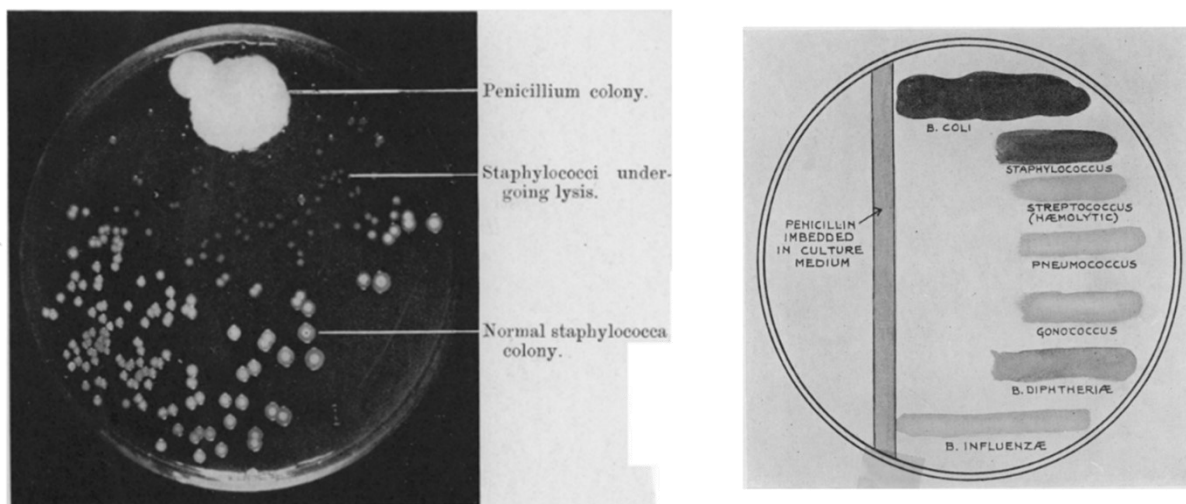 Penicillium colony.
Staphylococci under-
going lysis.
Normal staphylococca
colony.
B. COLI
STAPHYLOCOCCUS
STREPTOCOCCUS
(HÆMOLYTIC)
PENICILLIN
IMBEDDED
IN CULTURE
MEDIUM
PNEUMOCOCCUS
GONOCOCCUS
B. DIPHTHERIÆ
B. INFLUENZÆ